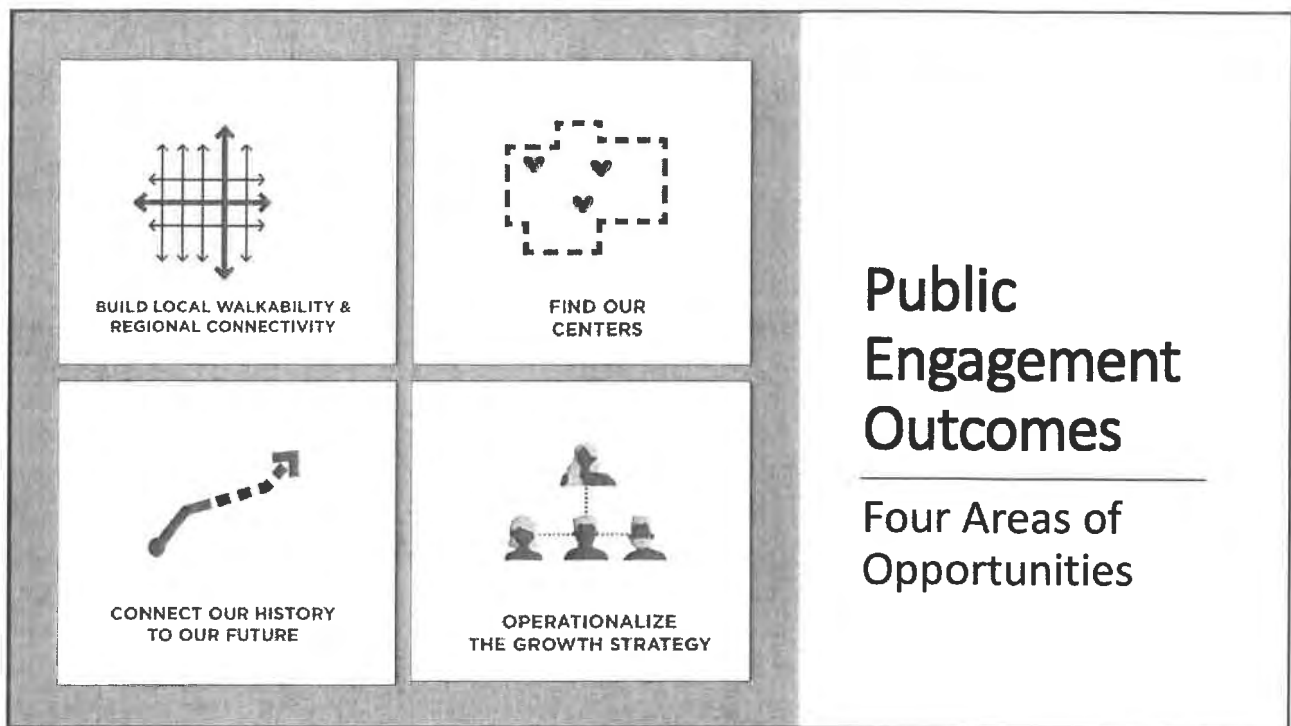 BUILD LOCAL WALKABILITY &
REGIONAL CONNECTIVITY
FIND OUR
CENTERS
CONNECT OUR HISTORY
TO OUR FUTURE
OPERATIONALIZE
THE GROWTH STRATEGY
Public
Engagement
Outcomes
Four Areas of
Opportunities